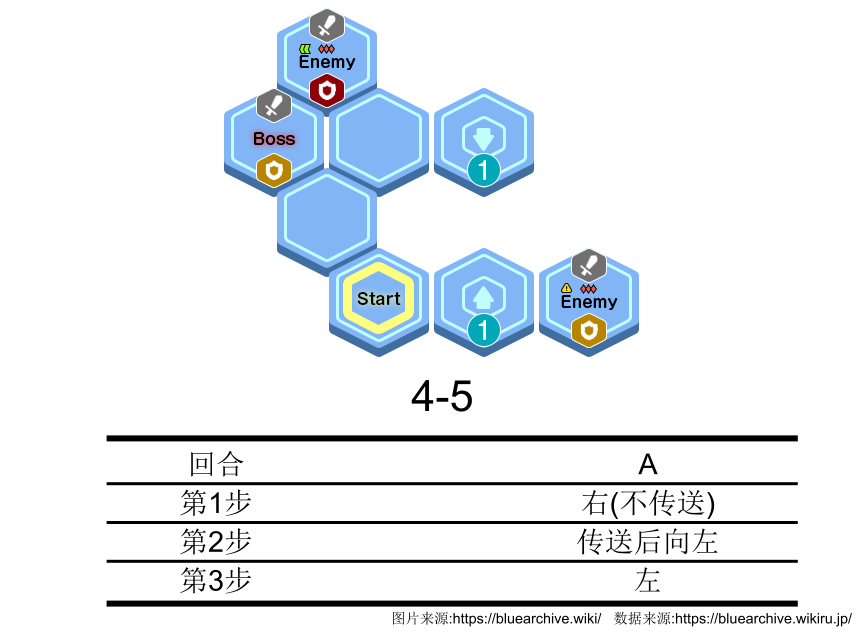 Enemy
Boss
1
Start
1
Enemy
4-5
回合 A
第1步 右(不传送)
第2步 传送后向左
第3步 左
图片来源:https://bluearchive.wiki/ 数据来源:https://bluearchive.wikiru.jp/